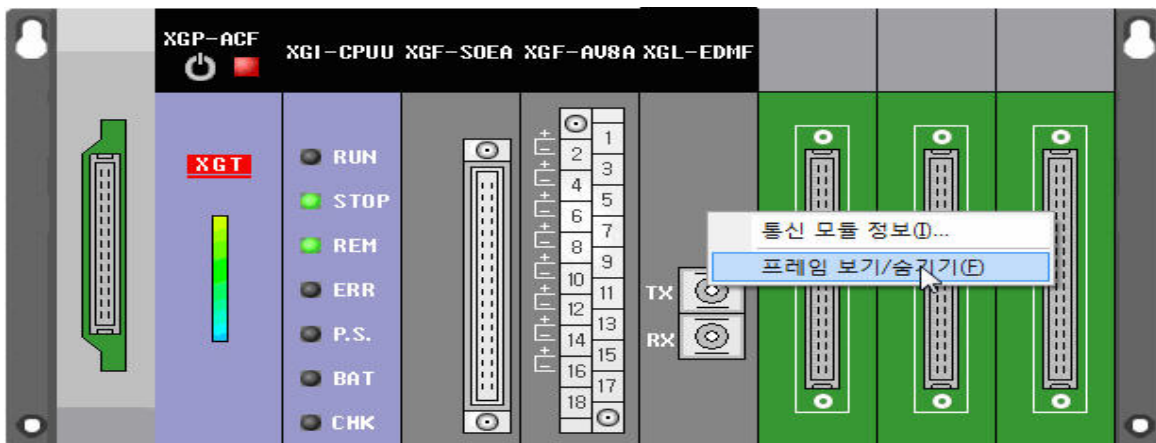 XGP-ACF
XGI-CPUU
XGF-SOEA
XGF-AV8A
XGL-EDMF
XGT
RUN
STOP
REM
ERR
P.S.
BAT
CHK
1
2
3
4
5
6
7
8
9
10
11
12
13
14
15
16
17
18
TX
RX
통신 모듈 정보(I)...
프레임 보기/숨기기(F)